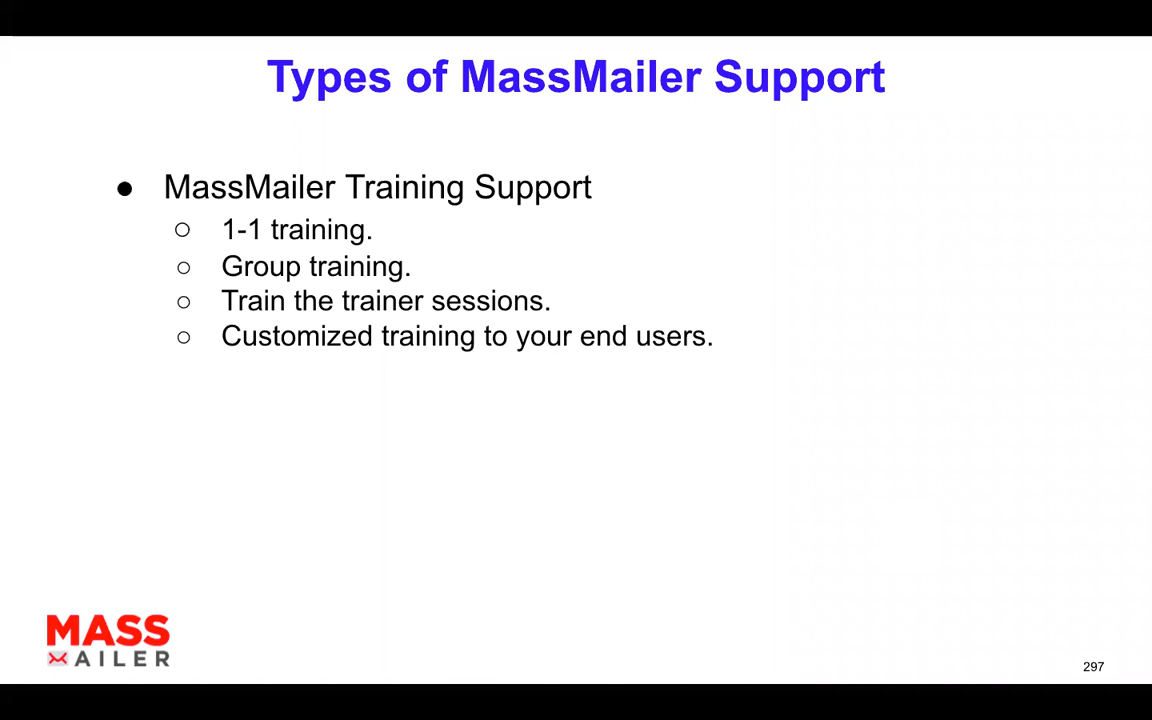 Types of MassMailer Support
● MassMailer Training Support
○ 1-1 training.
○ Group training.
○ Train the trainer sessions.
○ Customized training to your end users.
MASS
AILER
297